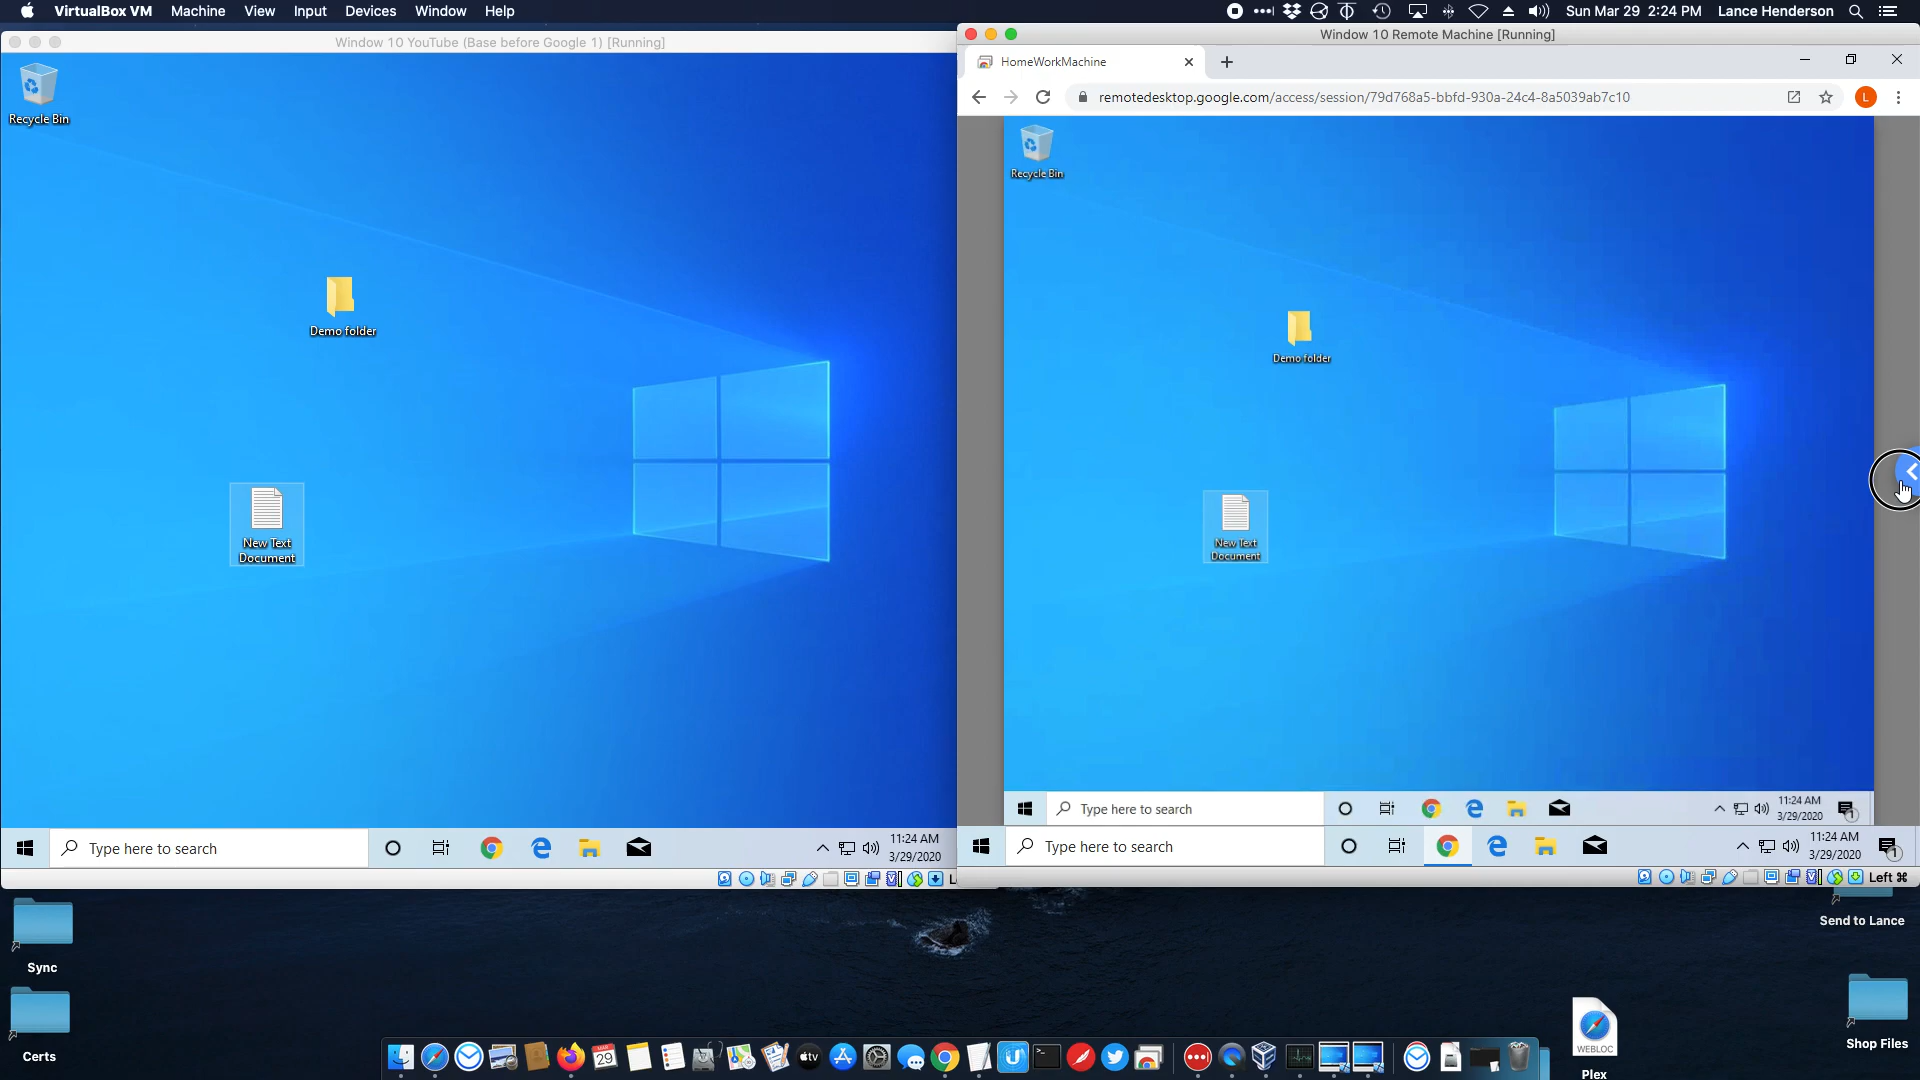 VirtualBox VM Machine View Input Devices Window Help
Sun Mar 29 2:24 PM Lance Henderson
Window 10 YouTube (Base before Google 1) [Running]
Recycle Bin
Demo folder
New Text
Document
Type here to search
11:24 AM
3/29/2020
Window 10 Remote Machine [Running]
HomeWorkMachine
remotedesktop.google.com/access/session/79d768a5-bbfd-930a-24c4-8a5039ab7c10
L
Recycle Bin
Demo folder
New Text
Document
Type here to search
11:24 AM
3/29/2020
1
Type here to search
11:24 AM
3/29/2020
1
Left ⌘
Sync
Certs
Send to Lance
Shop Files
WEBLOC
Plex
29
tv